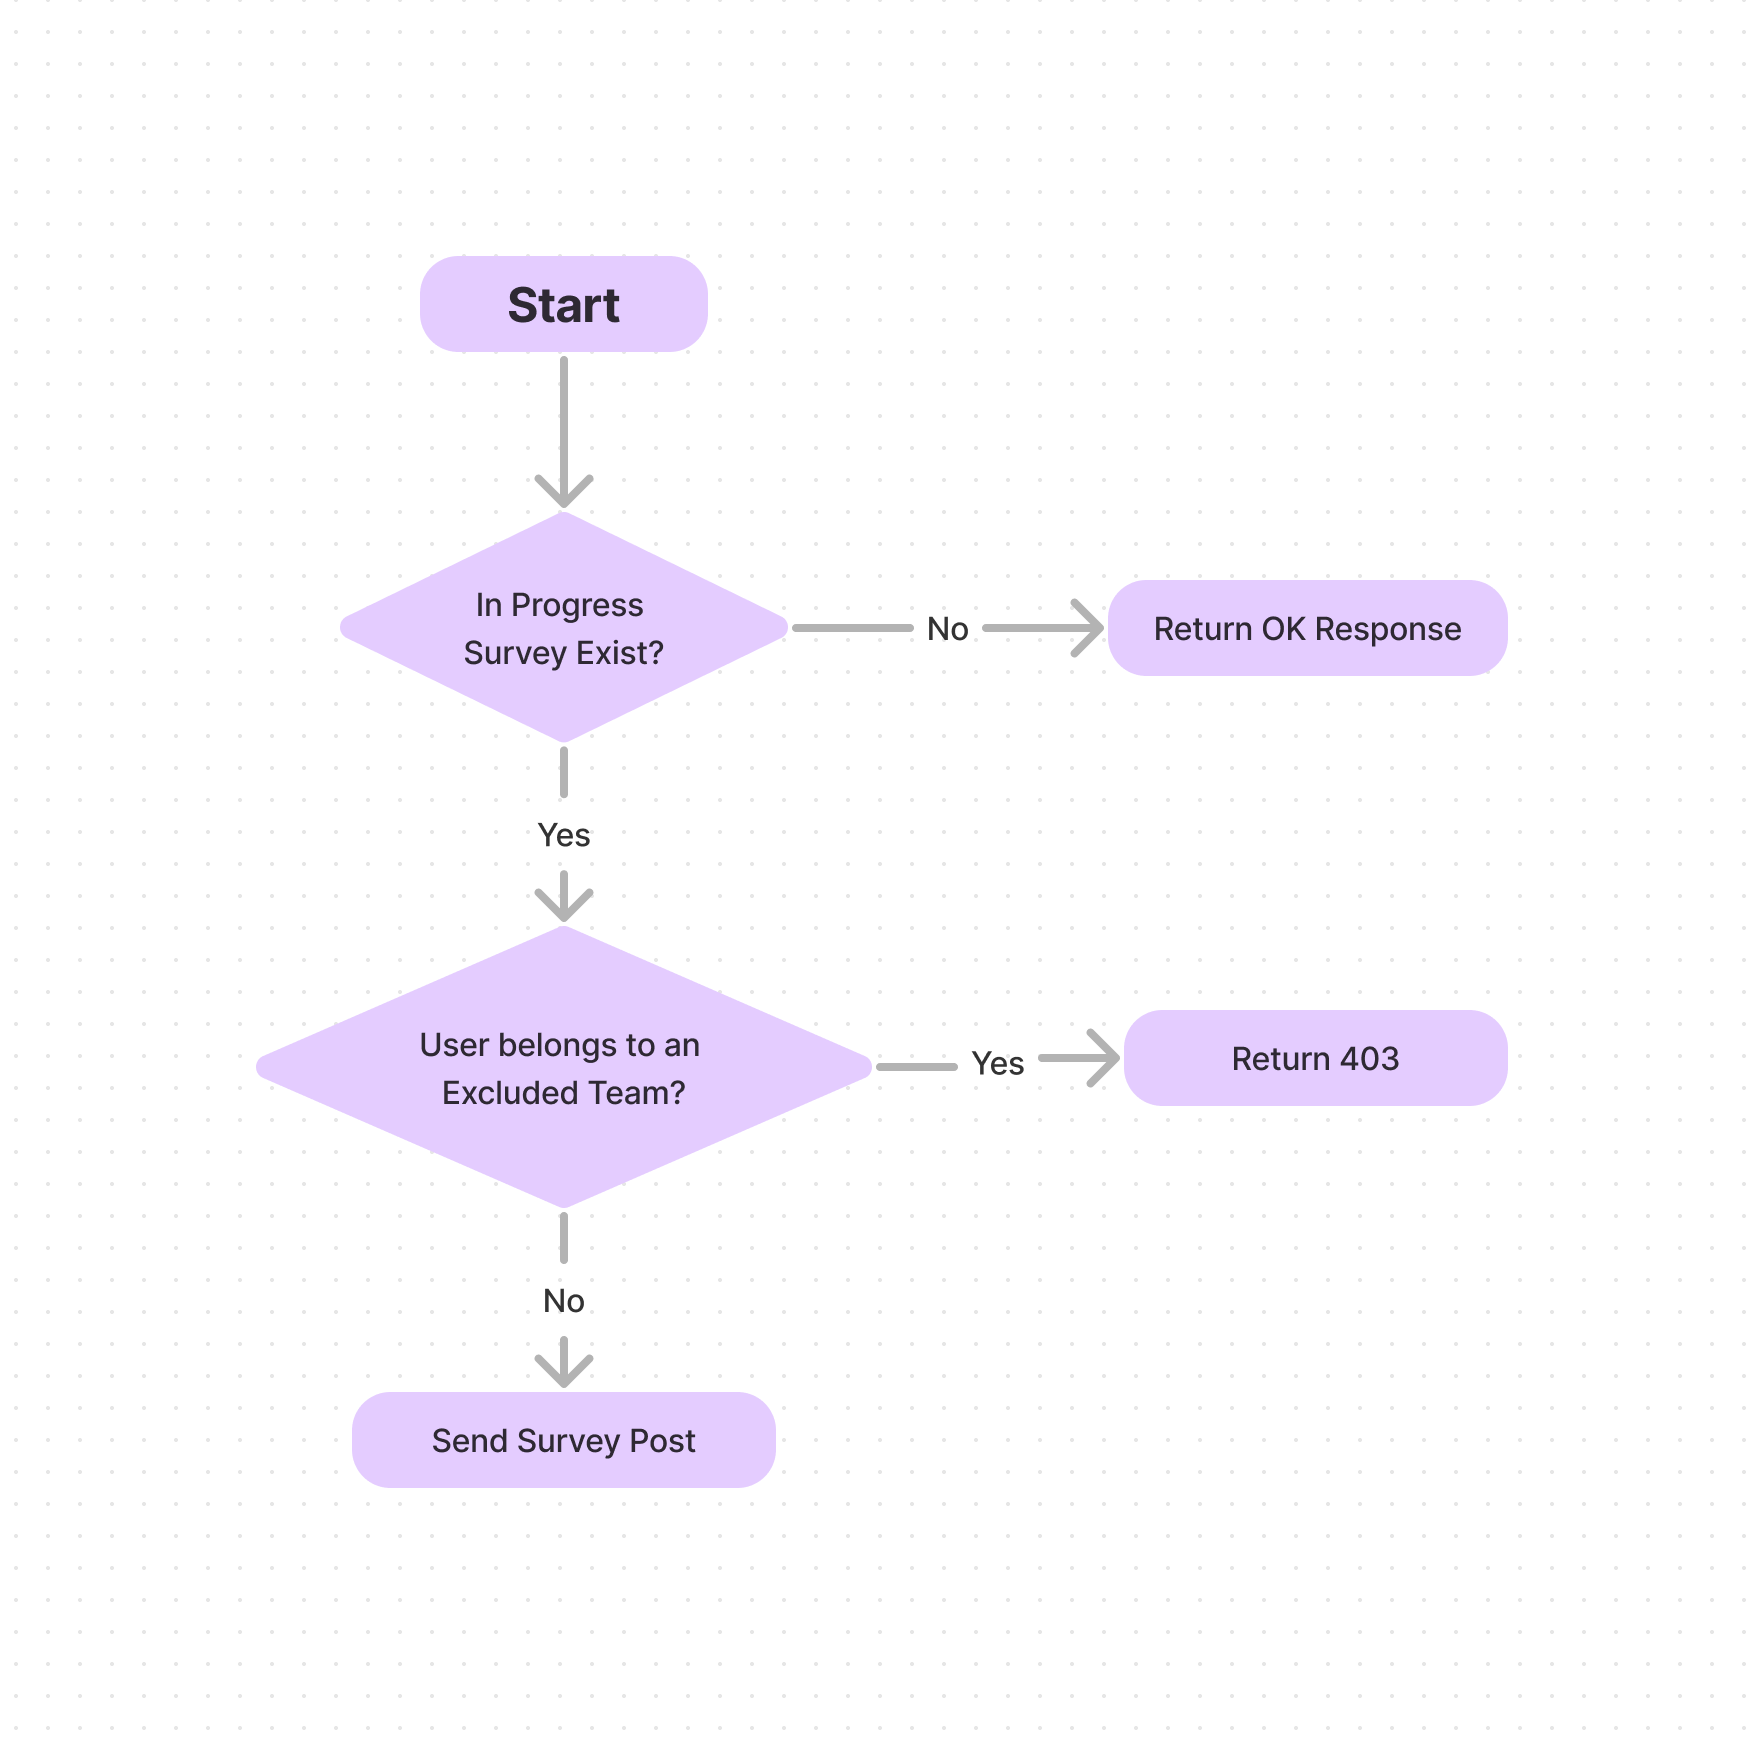 Start
In Progress
Survey Exist?
No
Return OK Response
Yes
User belongs to an
Excluded Team?
Yes
Return 403
No
Send Survey Post